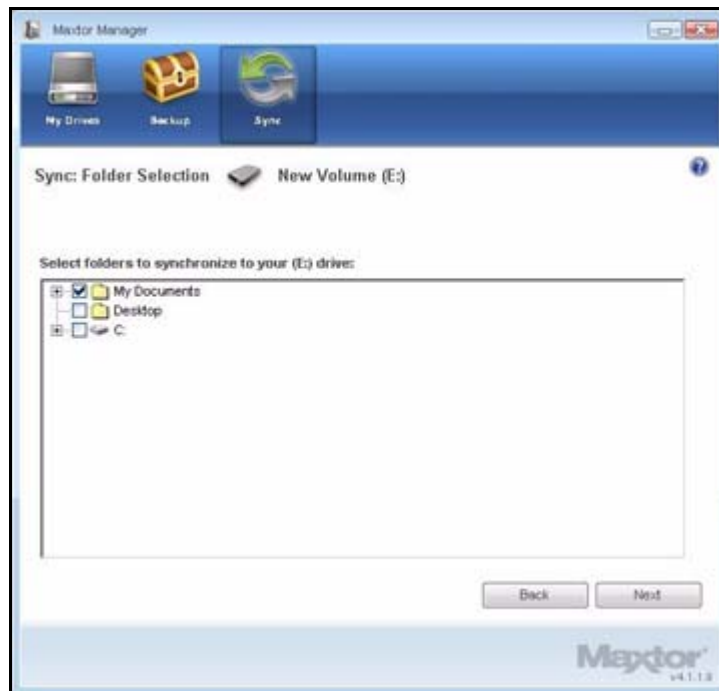 Maxtor Manager
My Drives Backup Sync
Sync: Folder Selection New Volume (E:)
?
Select folders to synchronize to your (E:) drive:
My Documents
Desktop
C:
Back Next
Maxtor